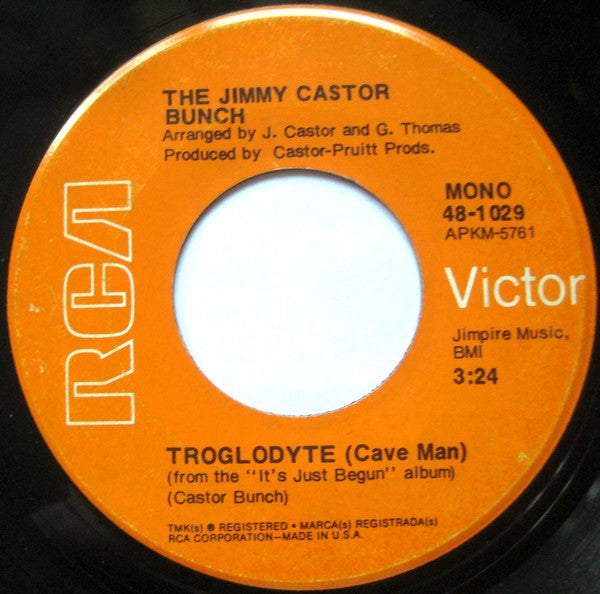 THE JIMMY CASTOR
BUNCH
Arranged by J. Castor and G. Thomas
Produced by Castor-Pruitt Prods.
RCA
MONO
48-1029
APKM-5761
Victor
Jimpire Music,
BMI
3:24
TROGLODYTE (Cave Man)
(from the "It's Just Begun" album)
(Castor Bunch)
TMK(s) ® REGISTERED • MARCA(s) REGISTRADA(s)
RCA CORPORATION—MADE IN U.S.A.